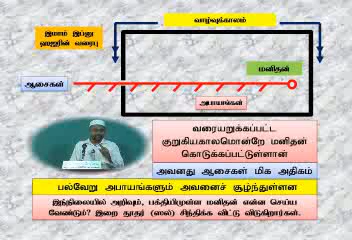 வாழ்வுக்காலம்
இமாம் இப்னு
ஹஜரின் வரைபு
மனிதன்
ஆசைகள்
அபாயங்கள்
வரையறுக்கப்பட்ட
குறுகியகாலமொன்றே மனிதன்
கொடுக்கப்பட்டுள்ளான்
அவனது ஆசைகள் மிக அதிகம்
பல்வேறு அபாயங்களும் அவனைச் சூழ்ந்துள்ளன
இந்நிலையில் அறிவும், பக்தியிமுள்ள மனிதன் என்ன செய்ய
வேண்டும்? இறை தூதர் (ஸல்) சிந்திக்க விட்டு விடுகிறார்கள்.